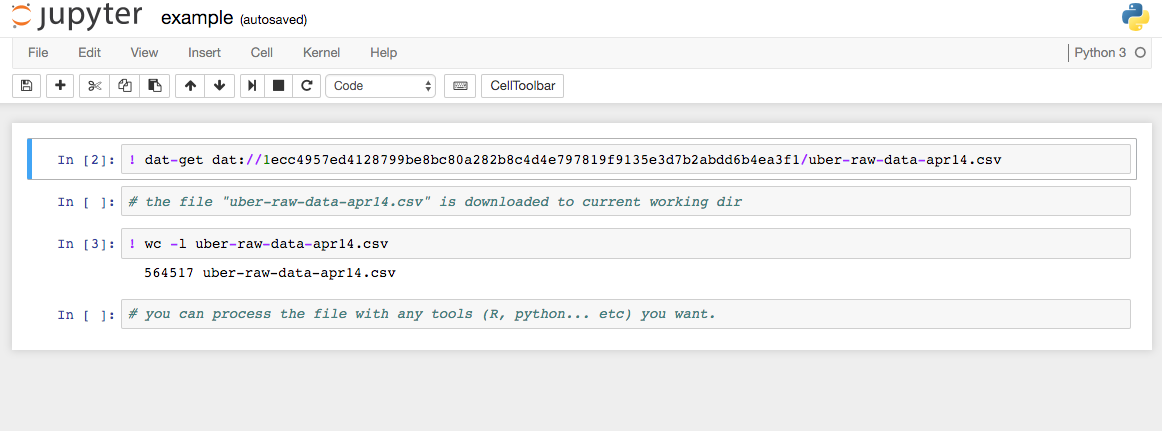 jupyter example (autosaved)
File Edit View Insert Cell Kernel Help Python 3
Code CellToolbar
In [2]: ! dat-get dat://1ecc4957ed4128799be8bc80a282b8c4d4e797819f9135e3d7b2abdd6b4ea3f1/uber-raw-data-apr14.csv
In [ ]: # the file "uber-raw-data-apr14.csv" is downloaded to current working dir
In [3]: ! wc -l uber-raw-data-apr14.csv
564517 uber-raw-data-apr14.csv
In [ ]: # you can process the file with any tools (R, python... etc) you want.